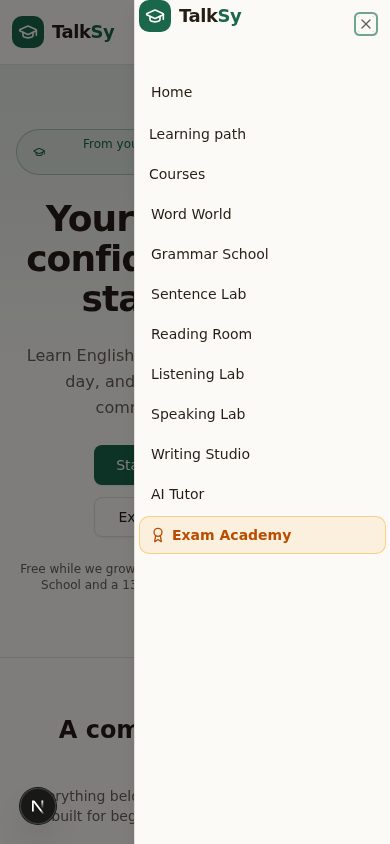 TalkSy
TalkSy
Home
Learning path
Courses
Word World
Grammar School
Sentence Lab
Reading Room
Listening Lab
Speaking Lab
Writing Studio
AI Tutor
Exam Academy
From you
Your
confid
sta
Learn English
day, and
comm
Sta
Ex
Free while we grow
School and a 13
A com
rything belo
built for beg
N